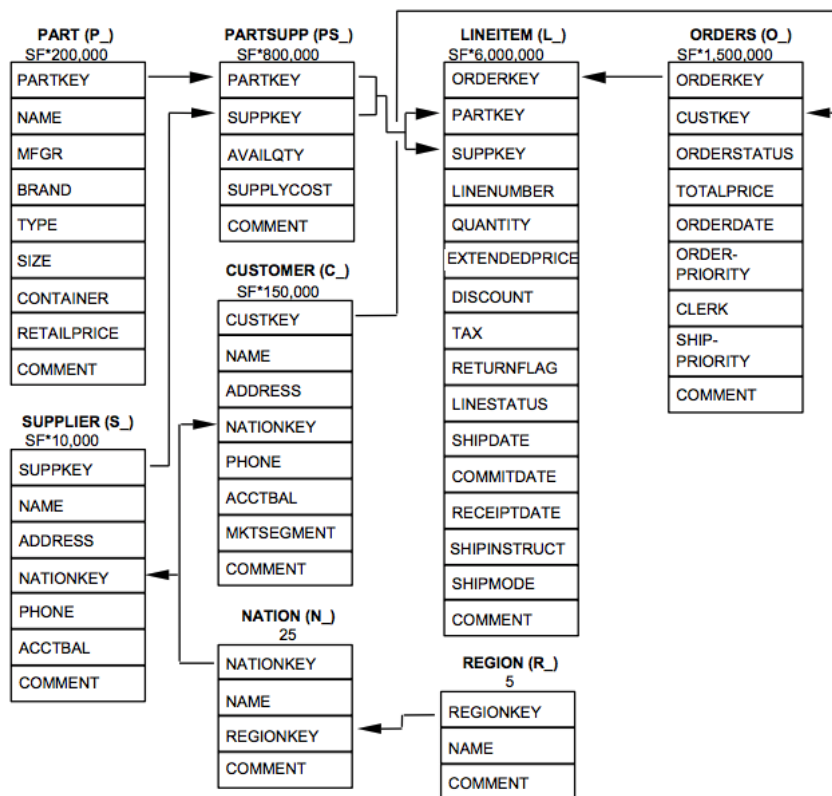 PART (P_)
SF*200,000
PARTKEY
NAME
MFGR
BRAND
TYPE
SIZE
CONTAINER
RETAILPRICE
COMMENT
SUPPLIER (S_)
SF*10,000
SUPPKEY
NAME
ADDRESS
NATIONKEY
PHONE
ACCTBAL
COMMENT
PARTSUPP (PS_)
SF*800,000
PARTKEY
SUPPKEY
AVAILQTY
SUPPLYCOST
COMMENT
CUSTOMER (C_)
SF*150,000
CUSTKEY
NAME
ADDRESS
NATIONKEY
PHONE
ACCTBAL
MKTSEGMENT
COMMENT
NATION (N_)
25
NATIONKEY
NAME
REGIONKEY
COMMENT
LINEITEM (L_)
SF*6,000,000
ORDERKEY
PARTKEY
SUPPKEY
LINENUMBER
QUANTITY
EXTENDEDPRICE
DISCOUNT
TAX
RETURNFLAG
LINESTATUS
SHIPDATE
COMMITDATE
RECEIPTDATE
SHIPINSTRUCT
SHIPMODE
COMMENT
REGION (R_)
5
REGIONKEY
NAME
COMMENT
ORDERS (O_)
SF*1,500,000
ORDERKEY
CUSTKEY
ORDERSTATUS
TOTALPRICE
ORDERDATE
ORDER-
PRIORITY
CLERK
SHIP-
PRIORITY
COMMENT